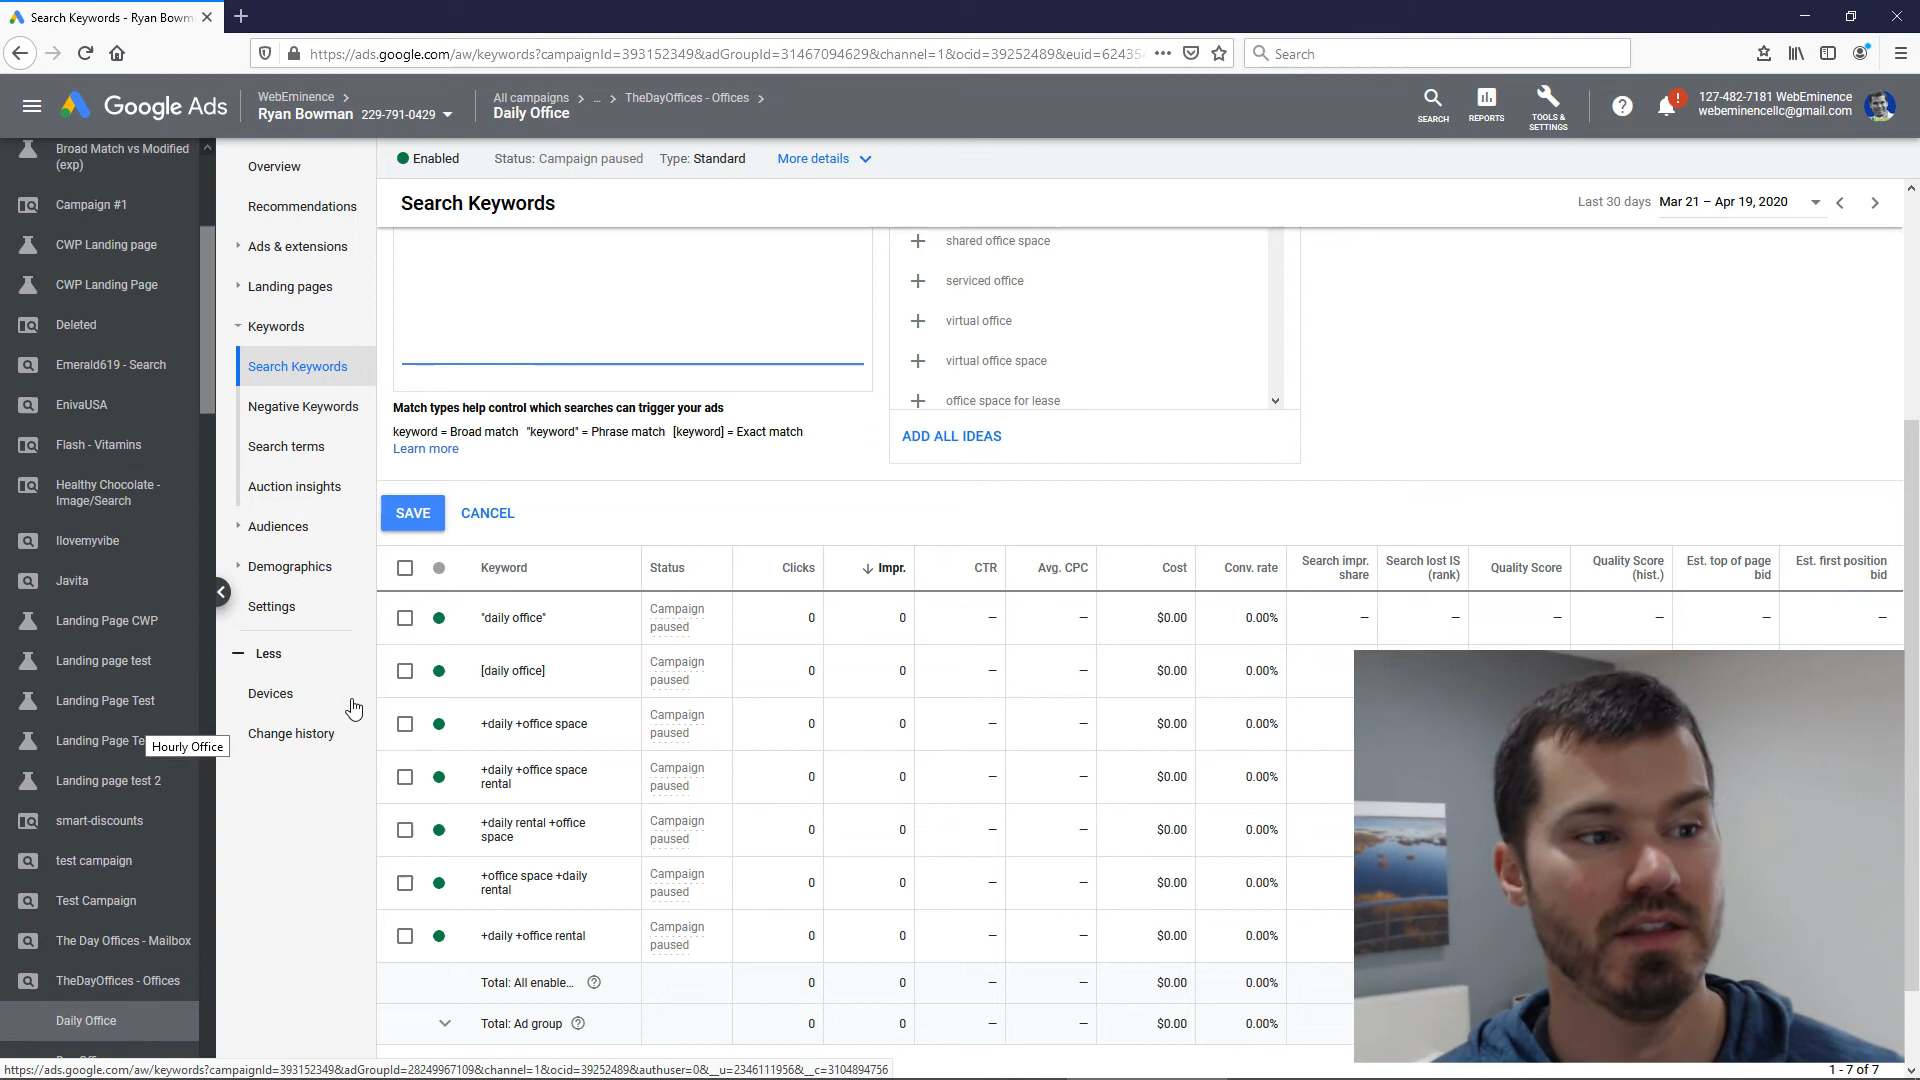 Search Keywords - Ryan Bowm
https://ads.google.com/aw/keywords?campaignId=393152349&adGroupId=31467094629&channel=1&ocid=39252489&euid=62435
Search
Google Ads
WebEminence
Ryan Bowman 229-791-0429
All campaigns ... TheDayOffices - Offices
Daily Office
SEARCH
REPORTS
TOOLS &
SETTINGS
127-482-7181 WebEminence
webeminencellc@gmail.com
Broad Match vs Modified
(exp)
Campaign #1
CWP Landing page
CWP Landing Page
Deleted
Emerald619 - Search
EnivaUSA
Flash - Vitamins
Healthy Chocolate -
Image/Search
Ilovemyvibe
Javita
Landing Page CWP
Landing page test
Landing Page Test
Landing Page Te
Hourly Office
Landing page test 2
smart-discounts
test campaign
Test Campaign
The Day Offices - Mailbox
TheDayOffices - Offices
Daily Office
Overview
Recommendations
Ads & extensions
Landing pages
Keywords
Search Keywords
Negative Keywords
Search terms
Auction insights
Audiences
Demographics
Settings
Less
Devices
Change history
Enabled Status: Campaign paused Type: Standard More details
Search Keywords
Last 30 days Mar 21 – Apr 19, 2020
shared office space
serviced office
virtual office
virtual office space
office space for lease
ADD ALL IDEAS
Match types help control which searches can trigger your ads
keyword = Broad match "keyword" = Phrase match [keyword] = Exact match
Learn more
SAVE CANCEL
Keyword Status Clicks Impr. CTR Avg. CPC Cost Conv. rate Search impr. share Search lost IS (rank) Quality Score Quality Score (hist.) Est. top of page bid Est. first position bid
"daily office" Campaign paused 0 0 – – $0.00 0.00% – – – – – –
[daily office] Campaign paused 0 0 – – $0.00 0.00%
+daily +office space Campaign paused 0 0 – – $0.00 0.00%
+daily +office space rental Campaign paused 0 0 – – $0.00 0.00%
+daily rental +office space Campaign paused 0 0 – – $0.00 0.00%
+office space +daily rental Campaign paused 0 0 – – $0.00 0.00%
+daily +office rental Campaign paused 0 0 – – $0.00 0.00%
Total: All enable... 0 0 – – $0.00 0.00%
Total: Ad group 0 0 – – $0.00 0.00%
1 - 7 of 7
https://ads.google.com/aw/keywords?campaignId=393152349&adGroupId=28249967109&channel=1&ocid=39252489&authuser=0&__u=2346111956&__c=3104894756